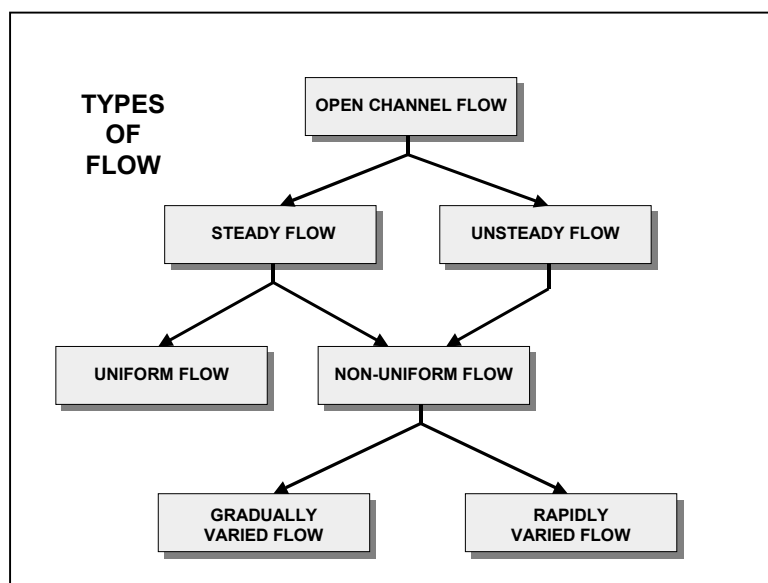 TYPES
OF
FLOW
OPEN CHANNEL FLOW
STEADY FLOW
UNSTEADY FLOW
UNIFORM FLOW
NON-UNIFORM FLOW
GRADUALLY
VARIED FLOW
RAPIDLY
VARIED FLOW